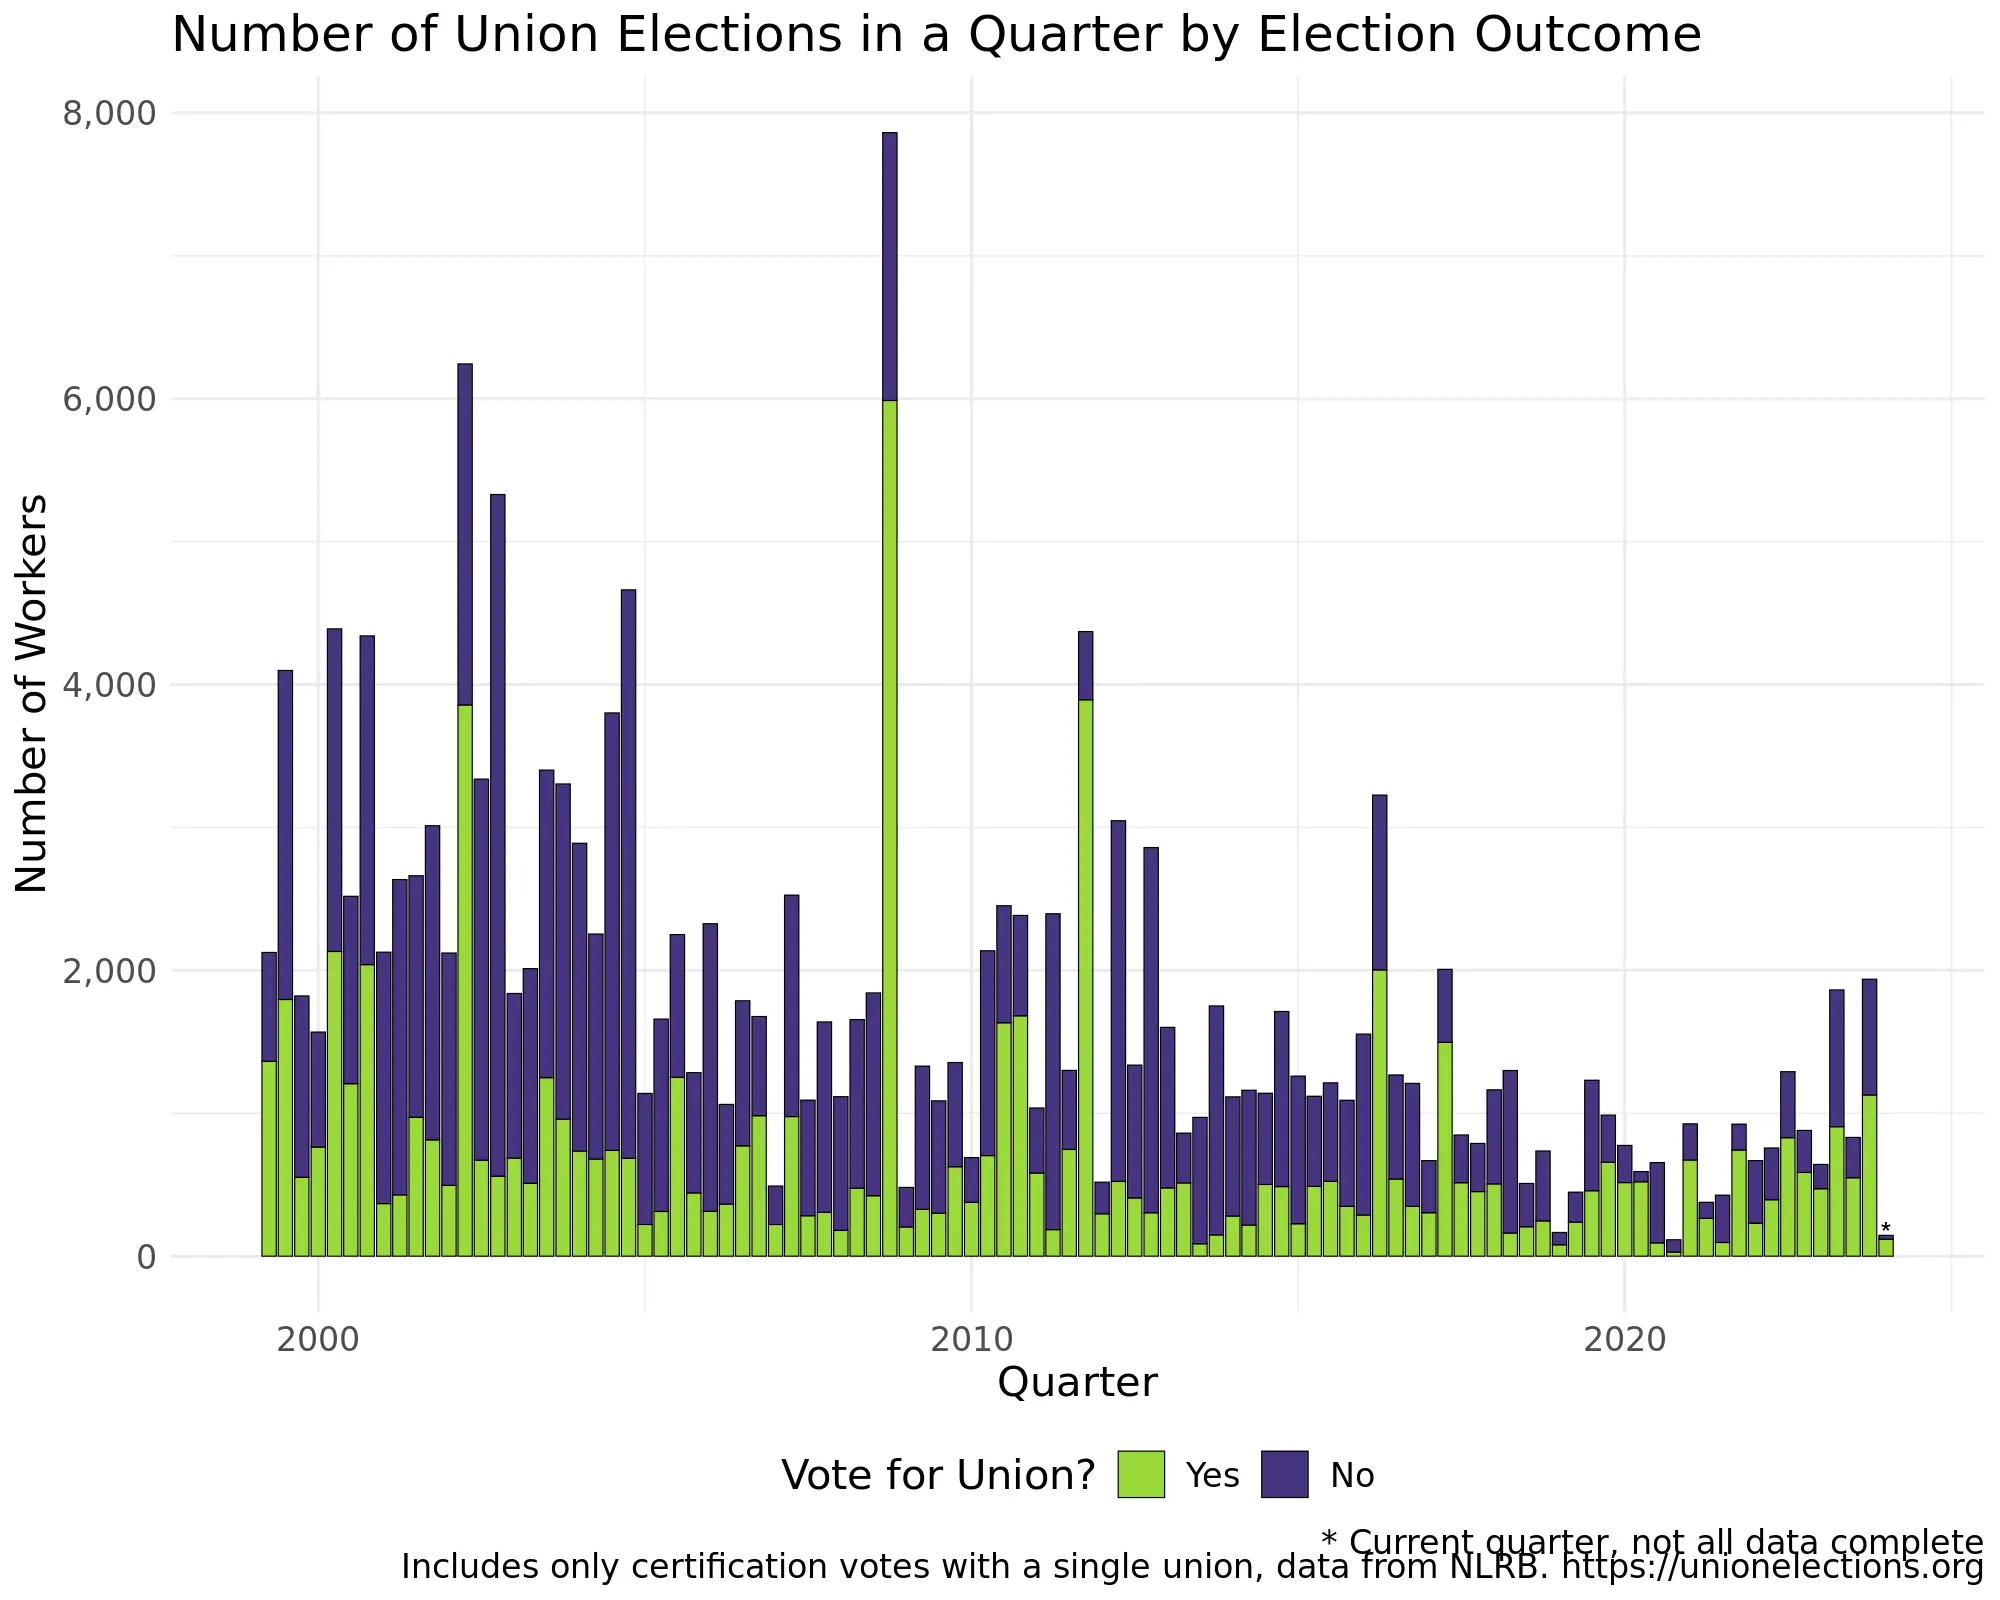 Number of Union Elections in a Quarter by Election Outcome
8,000
6,000
4,000
2,000
0
Number of Workers
*
2000
2010
2020
Quarter
Vote for Union? Yes No
* Current quarter, not all data complete
Includes only certification votes with a single union, data from NLRB. https://unionelections.org